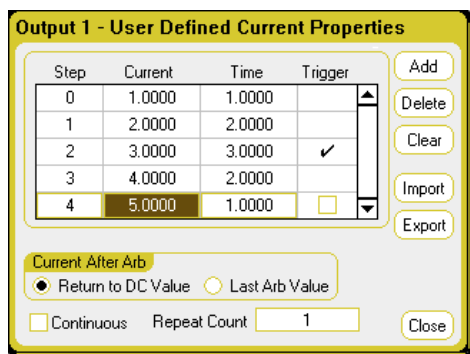 Output 1 - User Defined Current Properties
Step Current Time Trigger
0 1.0000 1.0000
1 2.0000 2.0000
2 3.0000 3.0000 ✓
3 4.0000 2.0000
4 5.0000 1.0000
Add
Delete
Clear
Import
Export
Current After Arb
Return to DC Value Last Arb Value
Continuous Repeat Count 1
Close